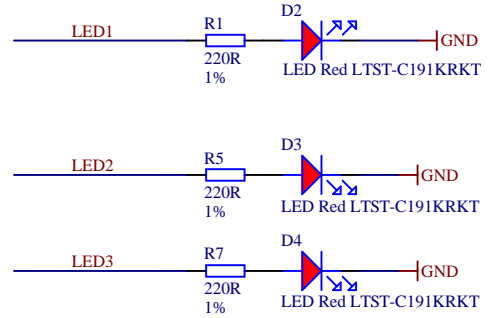 D2
R1
LED1
GND
220R
LED Red LTST-C191KRKT
1%
D3
R5
LED2
GND
220R
LED Red LTST-C191KRKT
1%
D4
R7
LED3
GND
220R
LED Red LTST-C191KRKT
1%